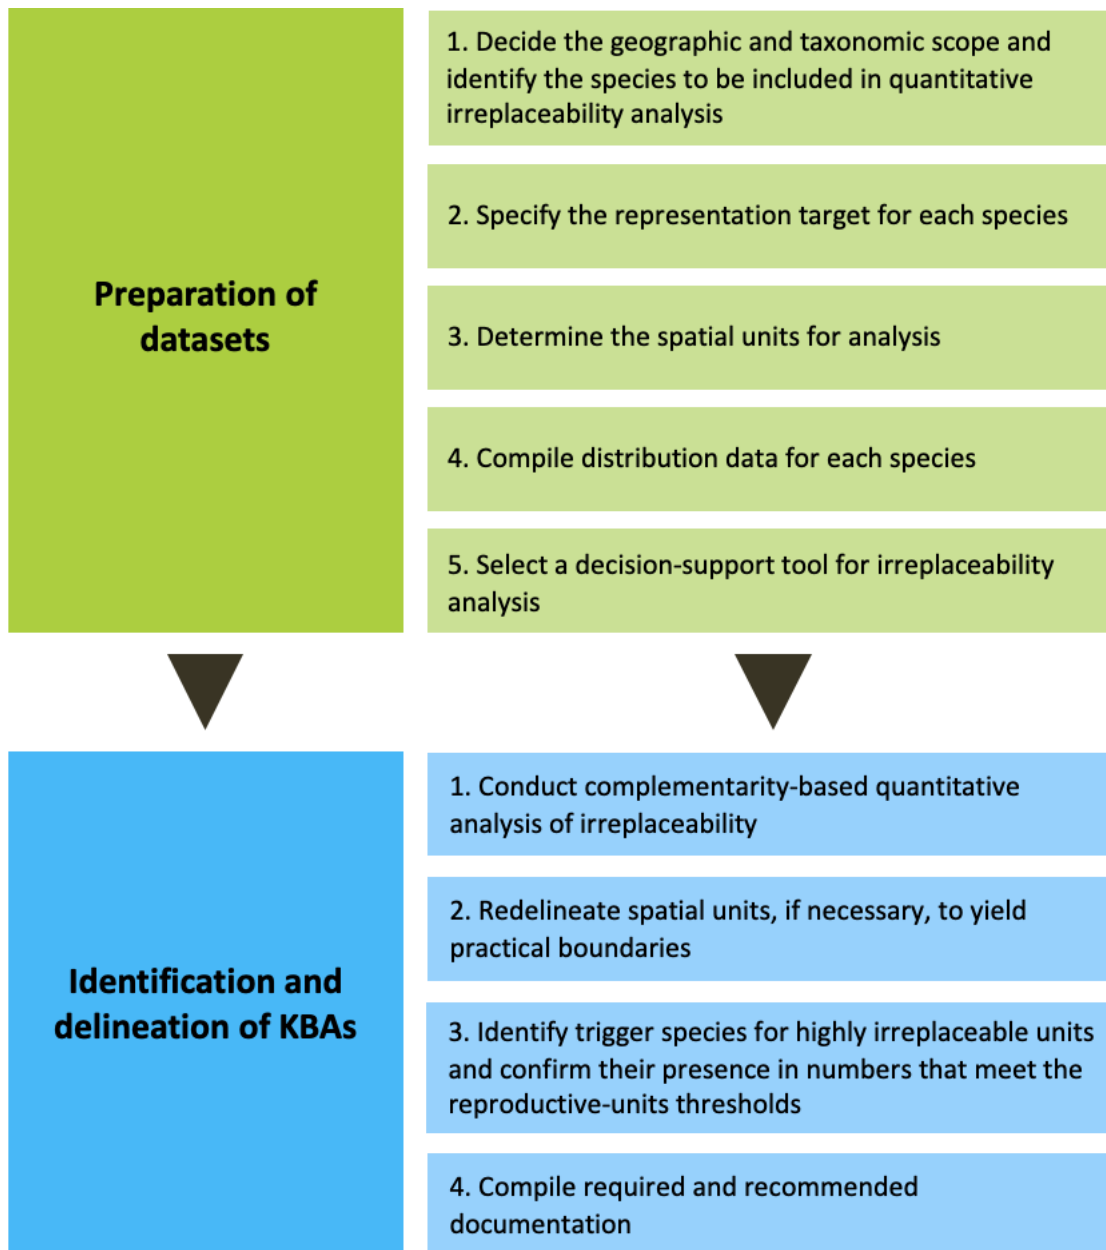 Preparation of
datasets
1. Decide the geographic and taxonomic scope and
identify the species to be included in quantitative
irreplaceability analysis
2. Specify the representation target for each species
3. Determine the spatial units for analysis
4. Compile distribution data for each species
5. Select a decision-support tool for irreplaceability
analysis
Identification and
delineation of KBAs
1. Conduct complementarity-based quantitative
analysis of irreplaceability
2. Redelineate spatial units, if necessary, to yield
practical boundaries
3. Identify trigger species for highly irreplaceable units
and confirm their presence in numbers that meet the
reproductive-units thresholds
4. Compile required and recommended
documentation